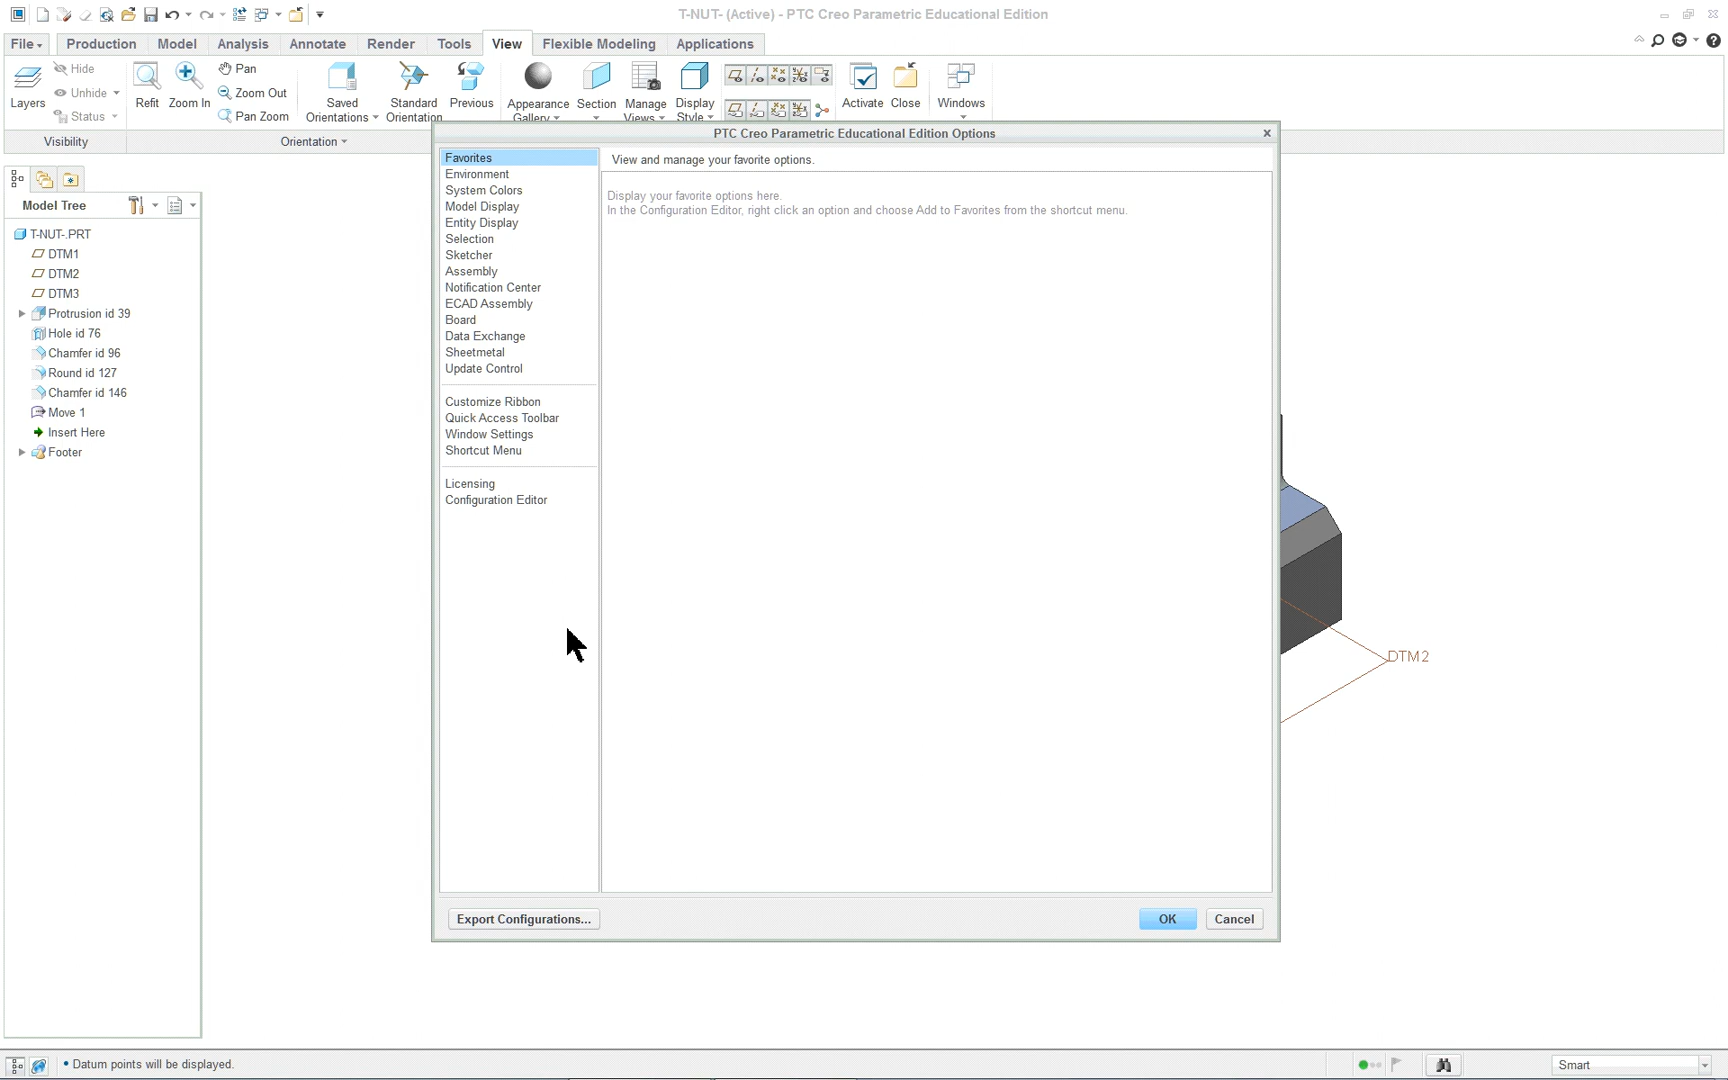 T-NUT- (Active) - PTC Creo Parametric Educational Edition
File
Production
Model
Analysis
Annotate
Render
Tools
View
Flexible Modeling
Applications
Layers
Hide
Unhide
Status
Refit
Zoom In
Pan
Zoom Out
Pan Zoom
Saved
Orientations
Standard
Orientation
Previous
Appearance
Gallery
Section
Manage
Views
Display
Style
Activate
Close
Windows
Visibility
Orientation
PTC Creo Parametric Educational Edition Options
Model Tree
T-NUT-.PRT
DTM1
DTM2
DTM3
Protrusion id 39
Hole id 76
Chamfer id 96
Round id 127
Chamfer id 146
Move 1
Insert Here
Footer
Favorites
Environment
System Colors
Model Display
Entity Display
Selection
Sketcher
Assembly
Notification Center
ECAD Assembly
Board
Data Exchange
Sheetmetal
Update Control
Customize Ribbon
Quick Access Toolbar
Window Settings
Shortcut Menu
Licensing
Configuration Editor
View and manage your favorite options.
Display your favorite options here.
In the Configuration Editor, right click an option and choose Add to Favorites from the shortcut menu.
DTM2
Export Configurations...
OK
Cancel
• Datum points will be displayed.
Smart